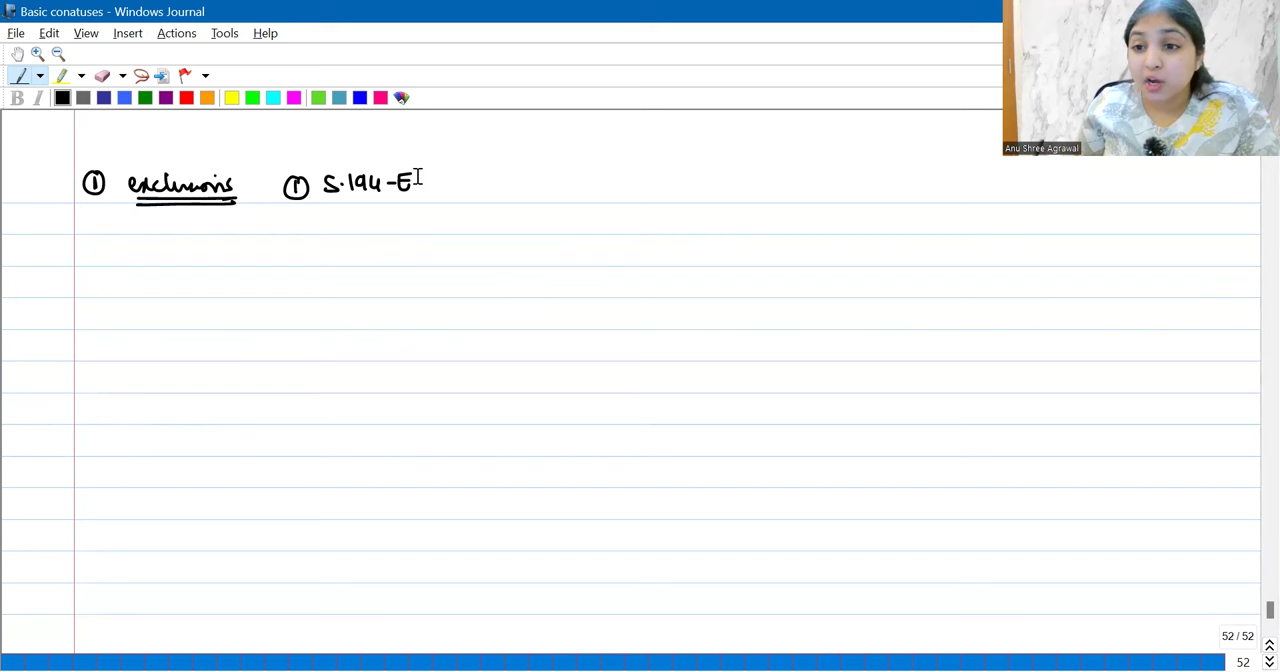 Basic conatuses - Windows Journal
File Edit View Insert Actions Tools Help
B I
Anu Shree Agrawal
① exclusions ① S.194-E
52 / 52
52